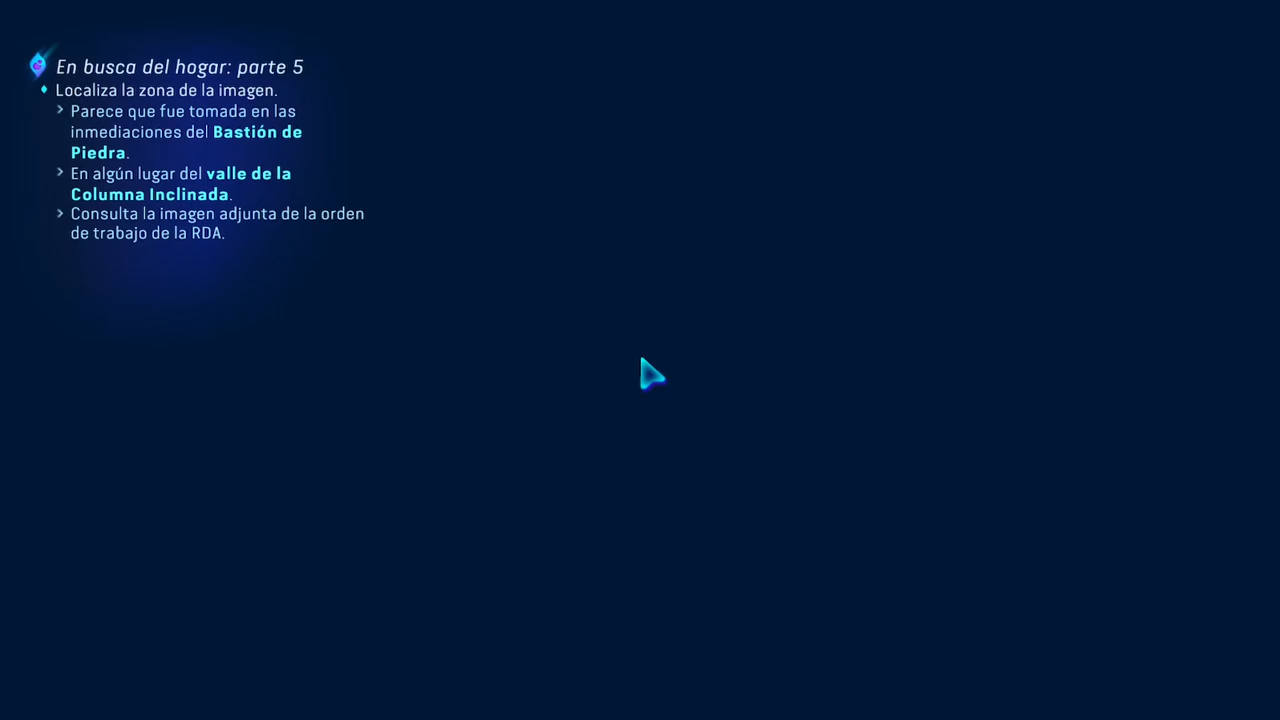 En busca del hogar: parte 5
Localiza la zona de la imagen.
Parece que fue tomada en las
inmediaciones del Bastión de
Piedra.
En algún lugar del valle de la
Columna Inclinada.
Consulta la imagen adjunta de la orden
de trabajo de la RDA.